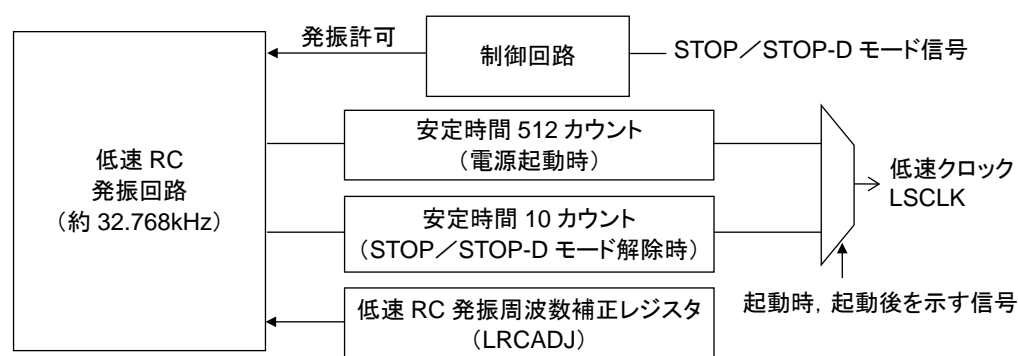 発振許可
制御回路
STOP／STOP-D モード信号
低速 RC
発振回路
（約 32.768kHz）
安定時間 512 カウント
（電源起動時）
安定時間 10 カウント
（STOP／STOP-D モード解除時）
低速クロック
LSCLK
起動時，起動後を示す信号
低速 RC 発振周波数補正レジスタ
（LRCADJ）